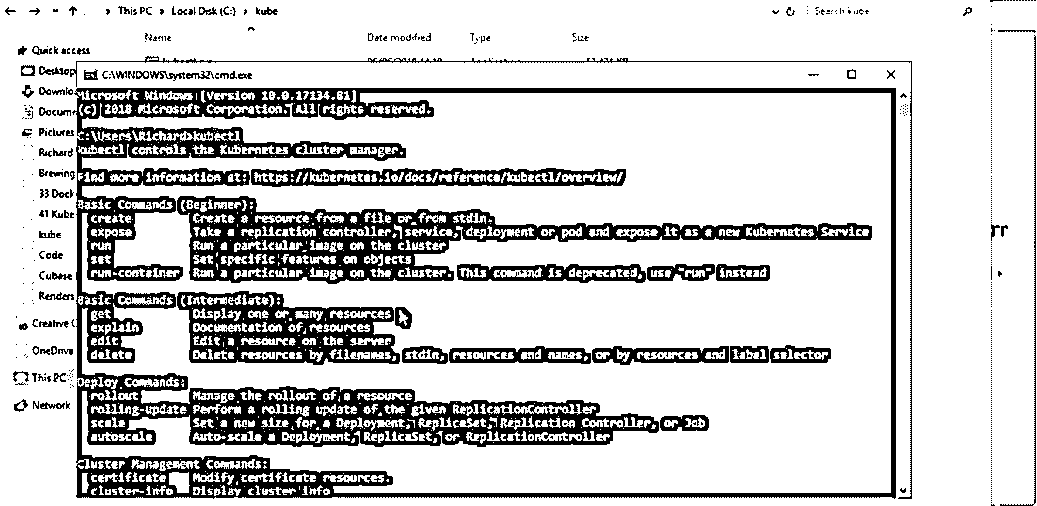 This PC > Local Disk (C:) > kube
Search kube
Name Date modified Type Size
Quick access
Desktop
Downlo
Docum
Pictures
Richard
Brewing
33 Dock
41 Kube
kube
Code
Cubase
Renders
Creative C
OneDrive
This PC
Network
C:\WINDOWS\system32\cmd.exe
Microsoft Windows [Version 10.0.17134.81]
(c) 2018 Microsoft Corporation. All rights reserved.
C:\Users\Richard>kubectl
kubectl controls the Kubernetes cluster manager.
Find more information at: https://kubernetes.io/docs/reference/kubectl/overview/
Basic Commands (Beginner):
create Create a resource from a file or from stdin.
expose Take a replication controller, service, deployment or pod and expose it as a new Kubernetes Service
run Run a particular image on the cluster
set Set specific features on objects
run-container Run a particular image on the cluster. This command is deprecated, use "run" instead
Basic Commands (Intermediate):
get Display one or many resources
explain Documentation of resources
edit Edit a resource on the server
delete Delete resources by filenames, stdin, resources and names, or by resources and label selector
Deploy Commands:
rollout Manage the rollout of a resource
rolling-update Perform a rolling update of the given ReplicationController
scale Set a new size for a Deployment, ReplicaSet, Replication Controller, or Job
autoscale Auto-scale a Deployment, ReplicaSet, or ReplicationController
Cluster Management Commands:
certificate Modify certificate resources.
cluster-info Display cluster info
rr